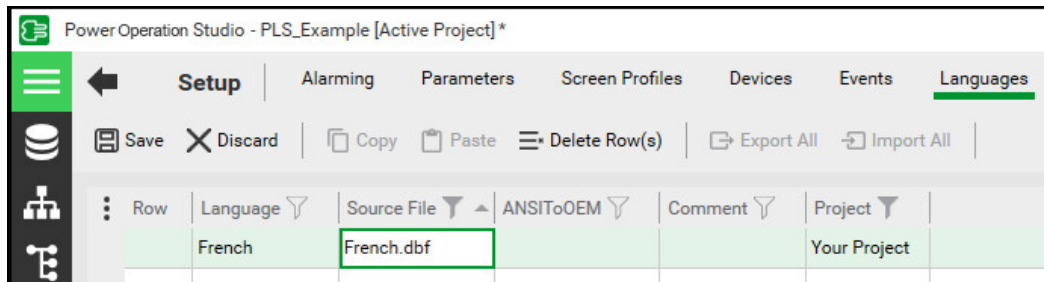 Power Operation Studio - PLS_Example [Active Project] *
Setup Alarming Parameters Screen Profiles Devices Events Languages
Save Discard Copy Paste Delete Row(s) Export All Import All
Row Language Source File ANSIToOEM Comment Project
French French.dbf Your Project